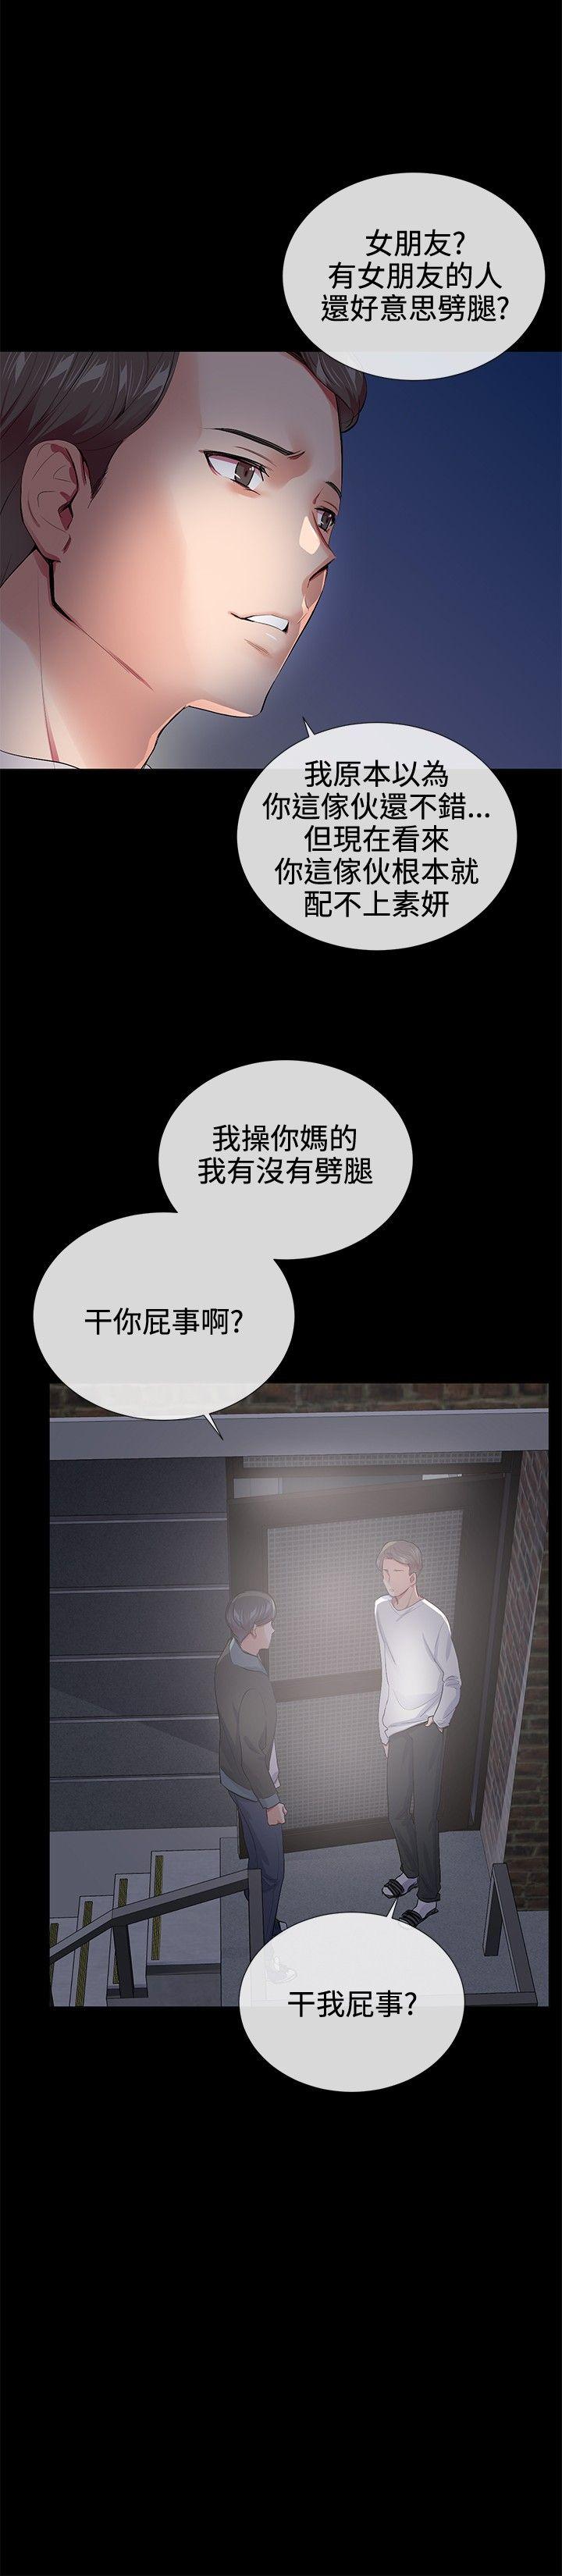 女朋友?
有女朋友的人
還好意思劈腿?
我原本以為
你這傢伙還不錯...
但現在看來
你這傢伙根本就
配不上素妍
我操你媽的
我有沒有劈腿
干你屁事啊?
干我屁事?